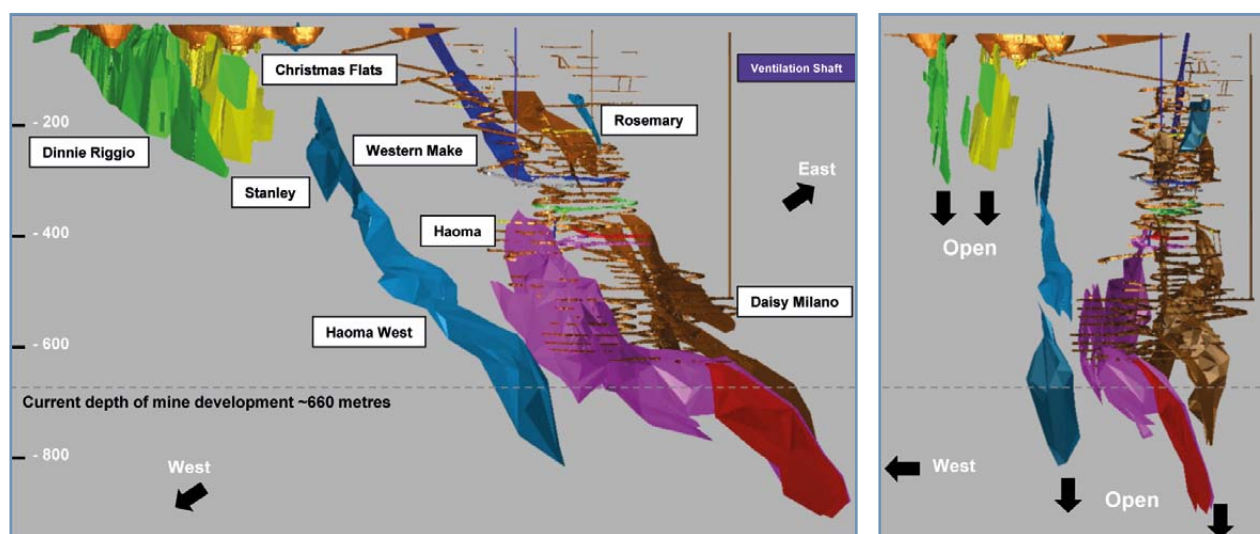 Christmas Flats
Ventilation Shaft
- 200
Rosemary
Dinnie Riggio
Western Make
East
Stanley
- 400
Haoma
Open
Daisy Milano
Haoma West
- 600
Current depth of mine development ~660 metres
- 800
West
West
Open